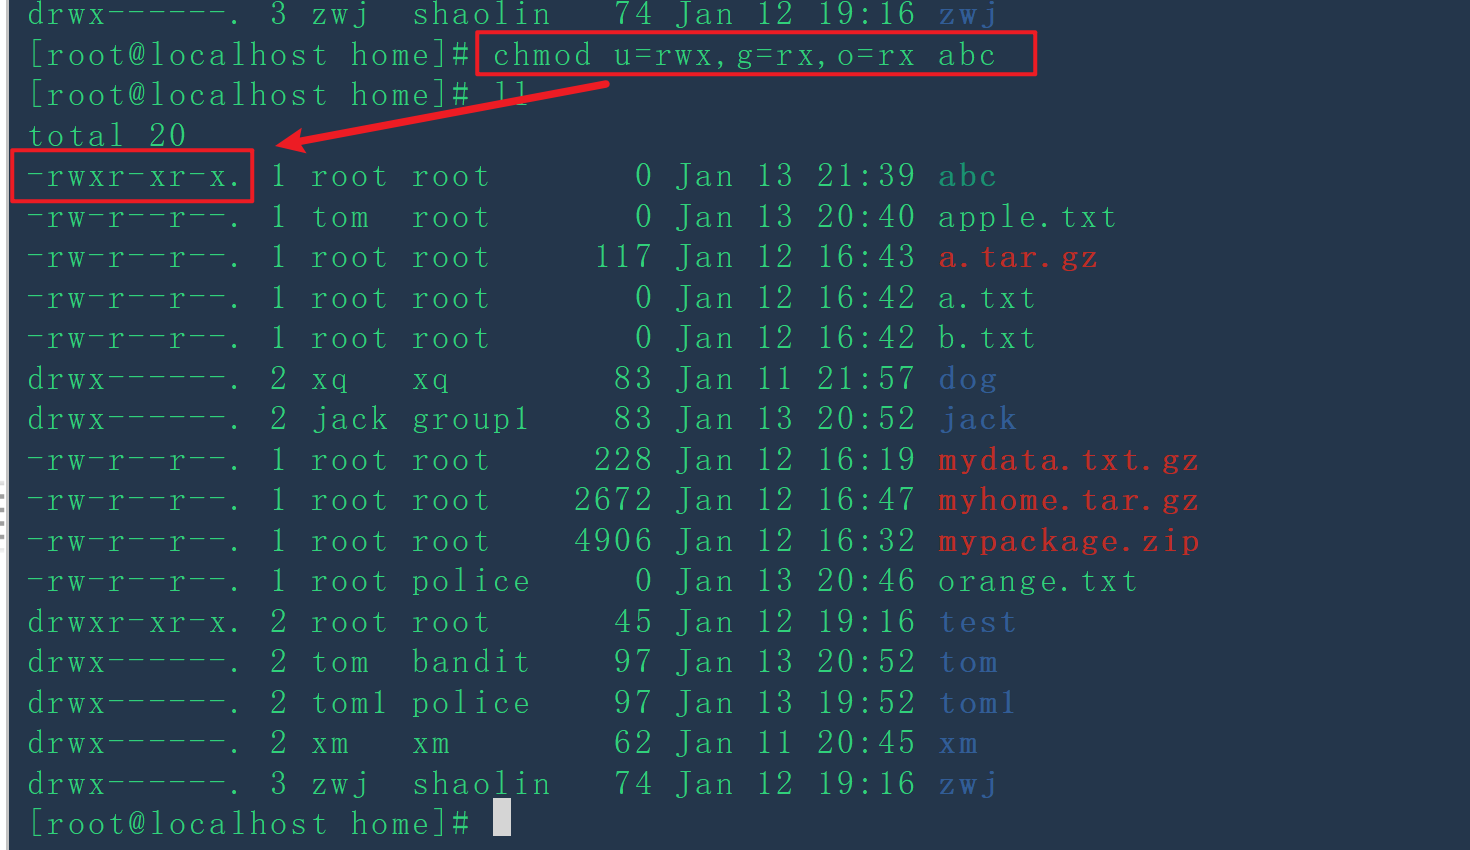 drwx------. 3 zwj  shaolin   74 Jan 12 19:16 zwj
[root@localhost home]# chmod u=rwx,g=rx,o=rx abc
[root@localhost home]# ll
total 20
-rwxr-xr-x. 1 root root       0 Jan 13 21:39 abc
-rw-r--r--. 1 tom  root       0 Jan 13 20:40 apple.txt
-rw-r--r--. 1 root root     117 Jan 12 16:43 a.tar.gz
-rw-r--r--. 1 root root       0 Jan 12 16:42 a.txt
-rw-r--r--. 1 root root       0 Jan 12 16:42 b.txt
drwx------. 2 xq   xq        83 Jan 11 21:57 dog
drwx------. 2 jack group1    83 Jan 13 20:52 jack
-rw-r--r--. 1 root root     228 Jan 12 16:19 mydata.txt.gz
-rw-r--r--. 1 root root    2672 Jan 12 16:47 myhome.tar.gz
-rw-r--r--. 1 root root    4906 Jan 12 16:32 mypackage.zip
-rw-r--r--. 1 root police     0 Jan 13 20:46 orange.txt
drwxr-xr-x. 2 root root      45 Jan 12 19:16 test
drwx------. 2 tom  bandit    97 Jan 13 20:52 tom
drwx------. 2 tom1 police    97 Jan 13 19:52 tom1
drwx------. 2 xm   xm        62 Jan 11 20:45 xm
drwx------. 3 zwj  shaolin   74 Jan 12 19:16 zwj
[root@localhost home]#